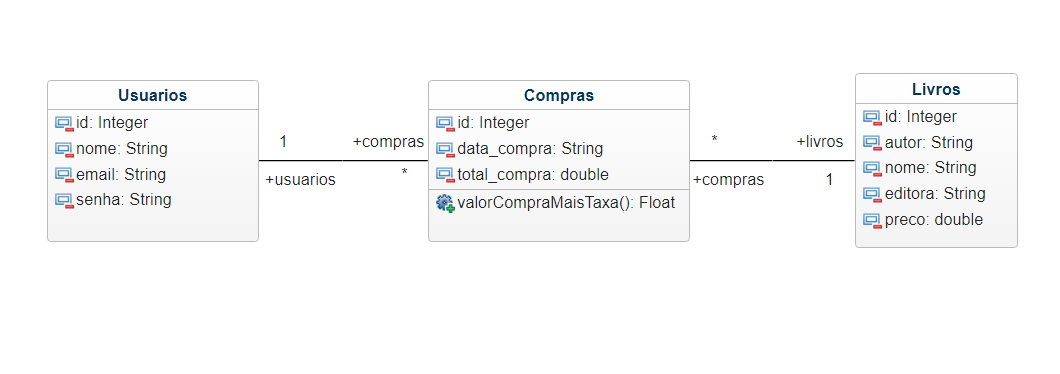 Usuarios
id: Integer
nome: String
email: String
senha: String
1
+compras
+usuarios
*
Compras
id: Integer
data_compra: String
total_compra: double
valorCompraMaisTaxa(): Float
*
+livros
+compras
1
Livros
id: Integer
autor: String
nome: String
editora: String
preco: double